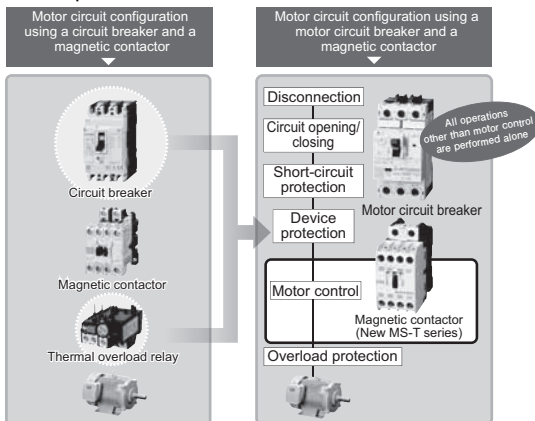 Motor circuit configuration
using a circuit breaker and a
magnetic contactor
Circuit breaker
Magnetic contactor
Thermal overload relay
Motor circuit configuration using a
motor circuit breaker and a
magnetic contactor
Disconnection
Circuit opening/
closing
Short-circuit
protection
Device
protection
Motor control
Overload protection
All operations
other than motor control
are performed alone
Motor circuit breaker
Magnetic contactor
(New MS-T series)